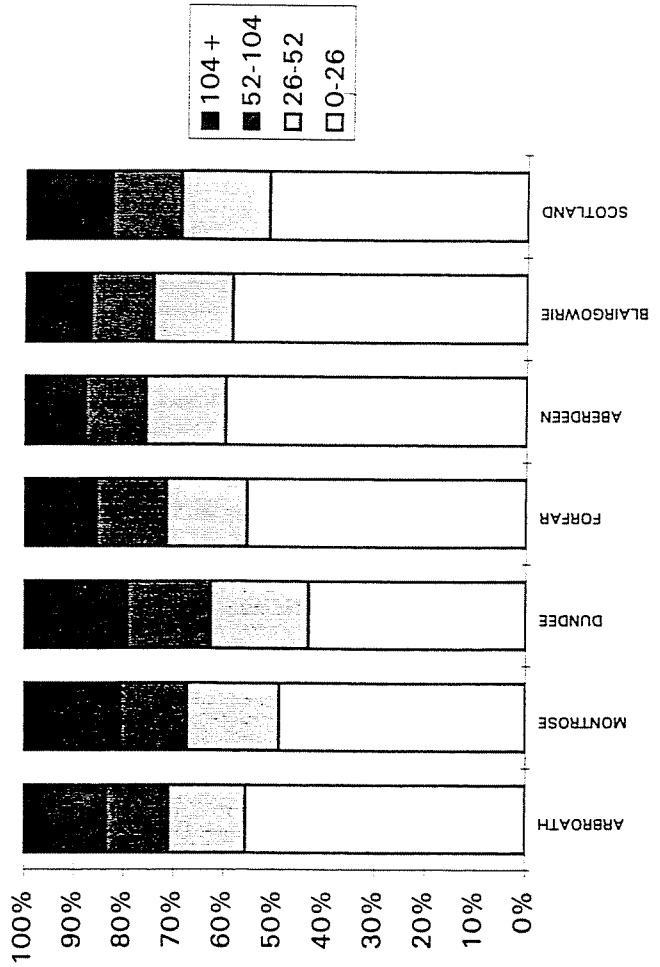 100%
90%
80%
70%
60%
50%
40%
30%
20%
10%
0%
ARBROATH
MONTROSE
DUNDEE
FORFAR
ABERDEEN
BLAIRGOWRIE
SCOTLAND
104+
52-104
26-52
0-26